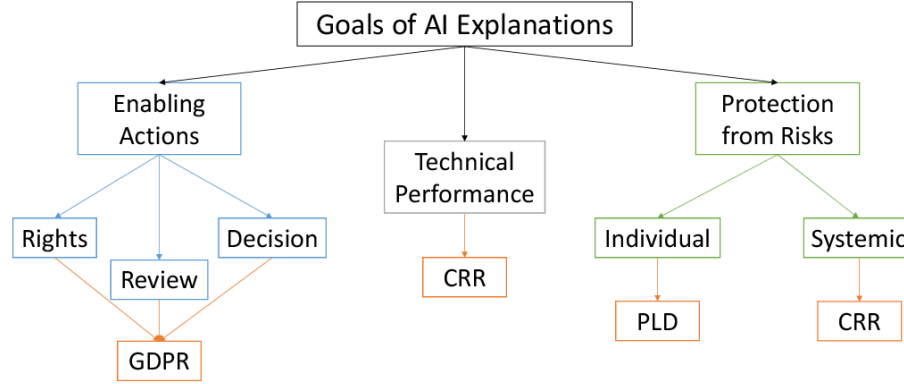 Goals of AI Explanations
Enabling
Actions
Protection
from Risks
Technical
Performance
Rights
Decision
Individual
Systemic
Review
CRR
PLD
CRR
GDPR